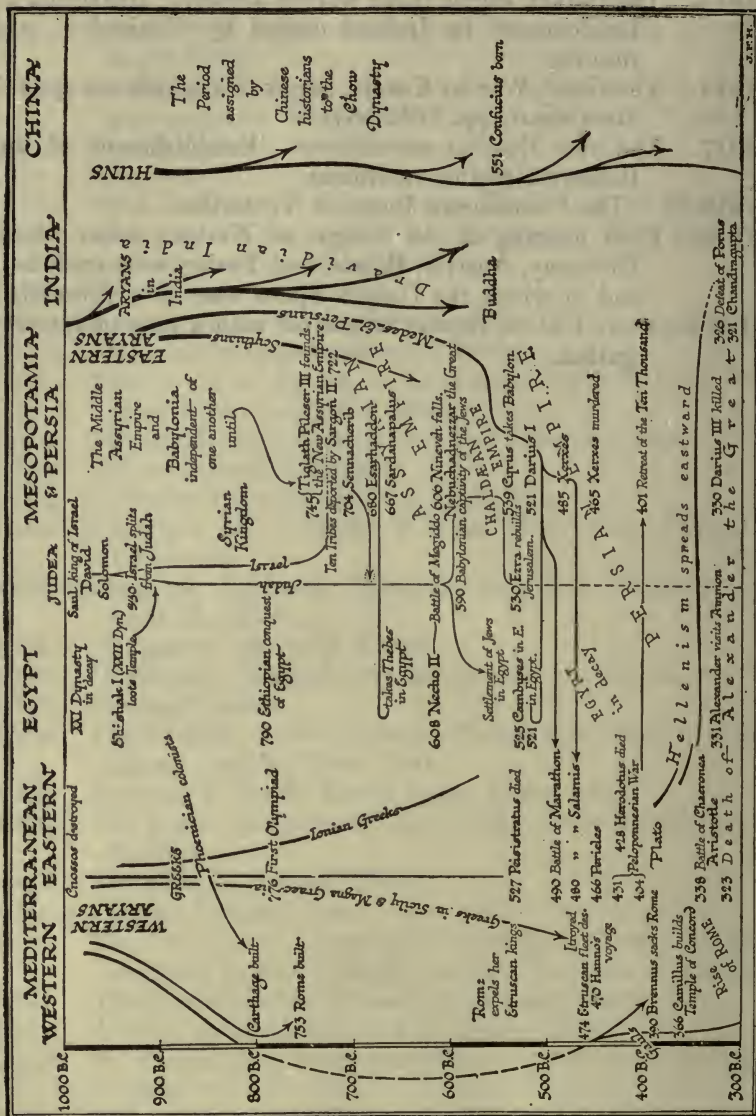 MEDITERRANEAN
WESTERN EASTERN
EGYPT
JUDEA
MESOPOTAMIA
& PERSIA
INDIA
CHINA
1000 B.C.
900 B.C.
800 B.C.
700 B.C.
600 B.C.
500 B.C.
400 B.C.
300 B.C.
WESTERN
ARYANS
Carthage built
753 Rome built
Rome
expels her
Etruscan kings
474 Etruscan fleet des-
[troyed
470 Hanno's
voyage
Gauls
390 Brennus sacks Rome
366 Camillus builds
Temple of Concord
Rise
of ROME
Cnossos destroyed
GREEKS
Phoenician colonists
776 First Olympiad
Greeks in Sicily & Magna Graecia
Ionian Greeks
527 Peisistratus died
490 Battle of Marathon
480 " " Salamis
466 Pericles
431
404
428 Herodotus died
Peloponnesian War
Plato
Hellenism spreads eastward
338 Battle of Chaeronea
Aristotle
331 Alexander visits Ammon
323 Death of Alexander the Great
XXI Dynasty
in decay
Shishak I (XXII Dyn)
loots Temple
790 Ethiopian conquest
of Egypt
takes Thebes
in Egypt
608 Necho II
Battle of Megiddo
Settlement of Jews
in Egypt
525 Cambyses in E.
521
in Egypt.
EGYPT
in decay
Saul king of Israel
David
Solomon
930 Israel splits
from Judah
Israel
Judah
Syrian
Kingdom
The Middle
Assyrian
Empire
and
Babylonia
independent of
one another
until
745
Tiglath Pileser III founds
the New Assyrian Empire
Ten Tribes deported by Sargon II. 722
704 Sennacherib
680 Esarhaddon
667 Sardanapalus
ASSYRIAN
EMPIRE
606 Nineveh falls.
Nebuchadnezzar the Great
590 Babylonian captivity of the Jews
CHALDÆAN
EMPIRE
539 Cyrus takes Babylon
530 Ezra rebuilds
Jerusalem.
521 Darius I
485 Xerxes
465 Xerxes murdered
PERSIAN EMPIRE
401 Retreat of the Ten Thousand
330 Darius III killed
EASTERN
ARYANS
Scythians
Medes & Persians
ARYANS
in
India
Dravidian Indians
Buddha
326 Defeat of Porus
321 Chandragupta
HUNS
The
Period
assigned
by
Chinese
historians
to the
Chow
Dynasty
551 Confucius born
J.F.H.